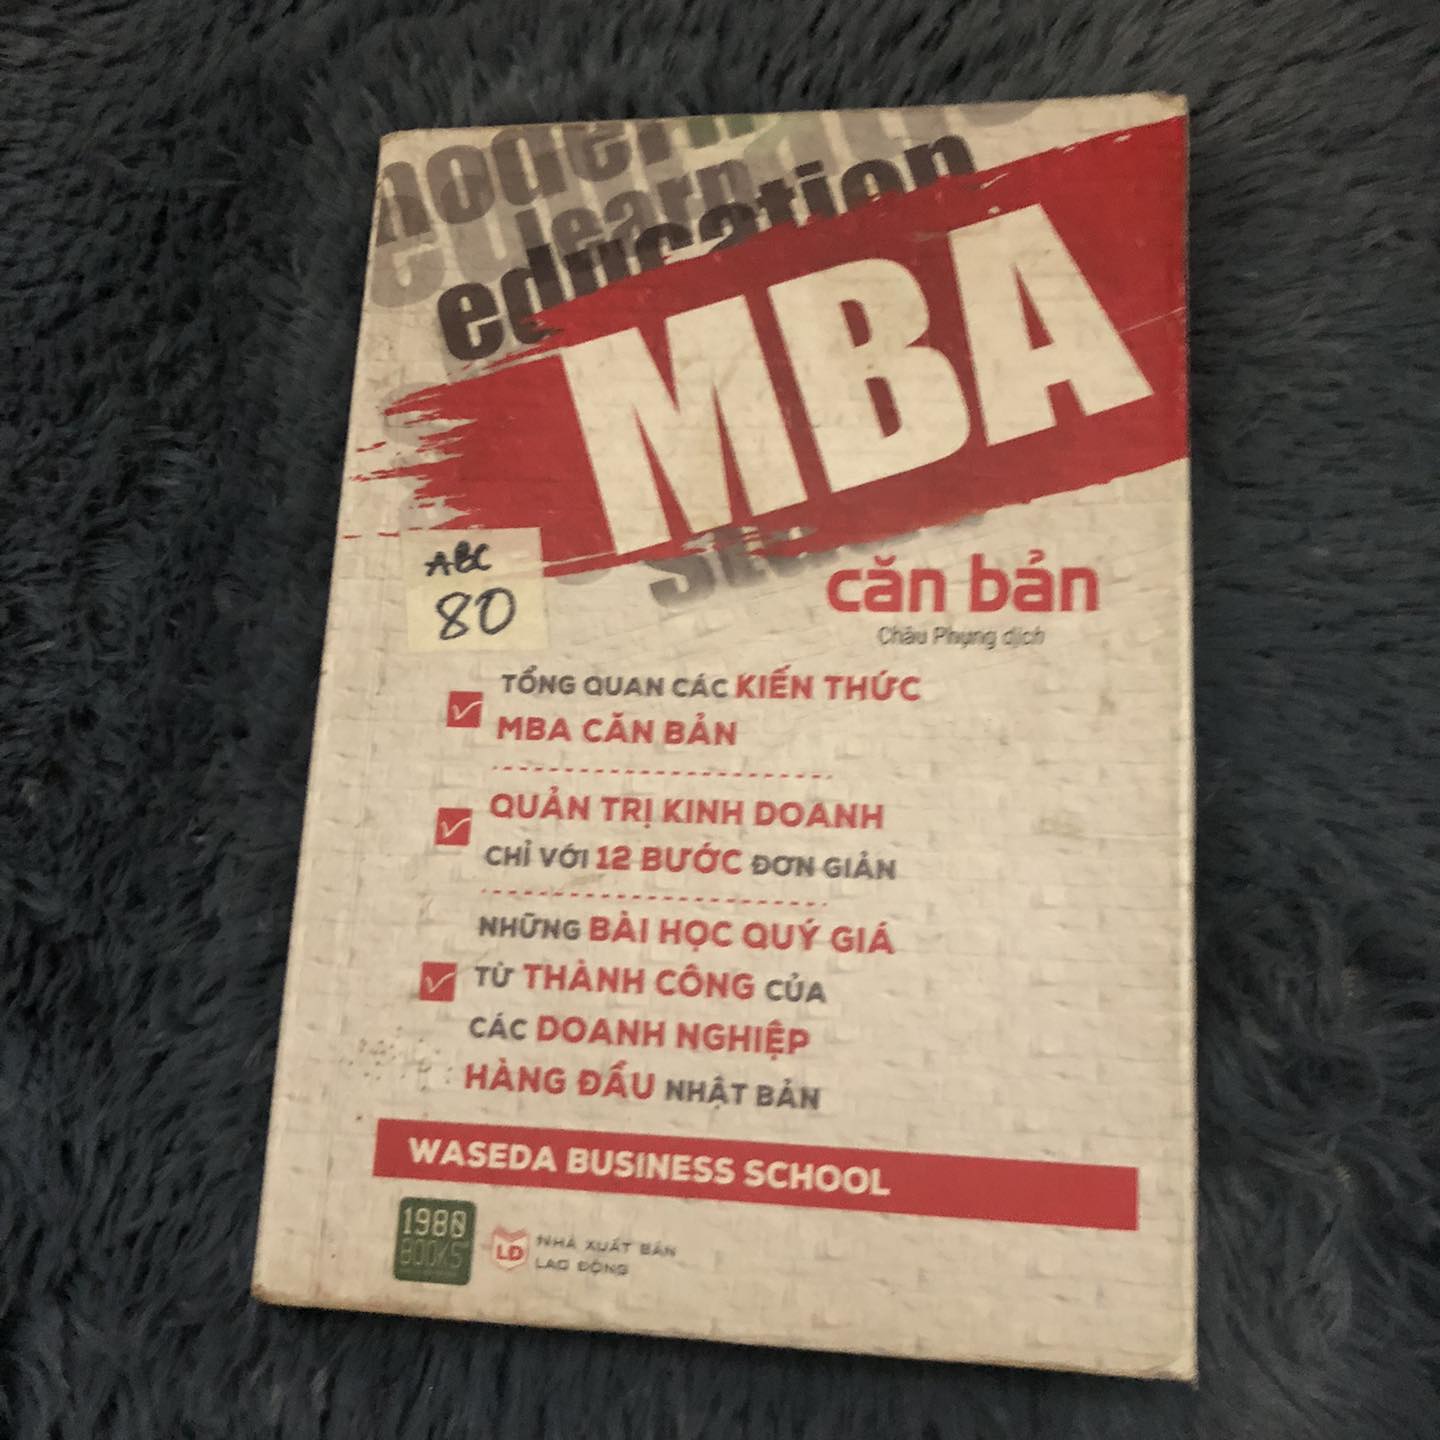 modern
learn
education
MBA
căn bản
Châu Phụng dịch
ABC
80
TỔNG QUAN CÁC KIẾN THỨC
MBA CĂN BẢN
QUẢN TRỊ KINH DOANH
CHỈ VỚI 12 BƯỚC ĐƠN GIẢN
NHỮNG BÀI HỌC QUÝ GIÁ
TỪ THÀNH CÔNG CỦA
CÁC DOANH NGHIỆP
HÀNG ĐẦU NHẬT BẢN
WASEDA BUSINESS SCHOOL
1980
BOOKS
LĐ
NHÀ XUẤT BẢN
LAO ĐỘNG